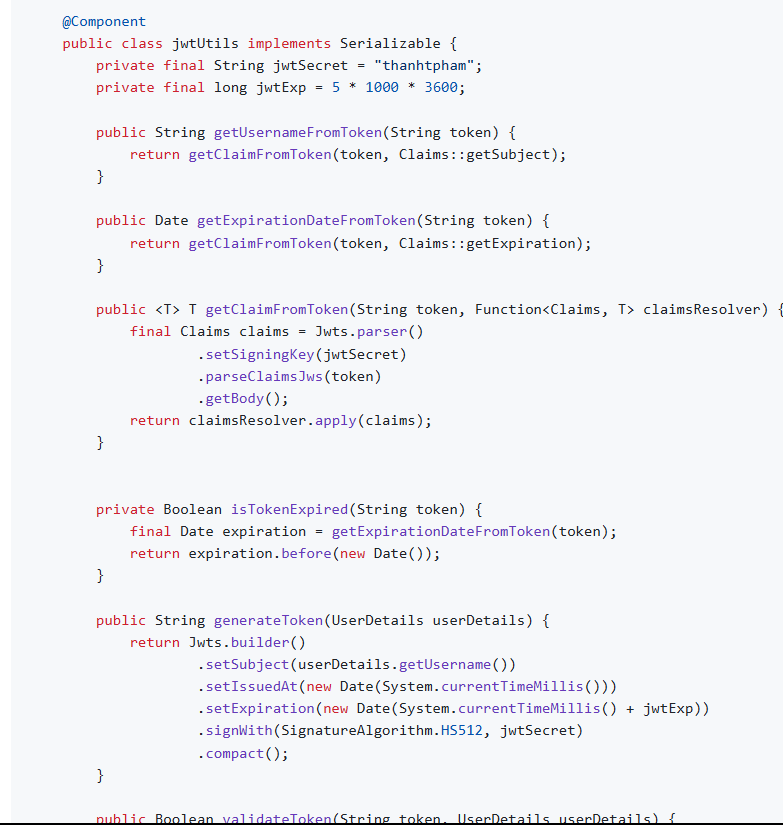 @Component
public class jwtUtils implements Serializable {
private final String jwtSecret = "thanhtpham";
private final long jwtExp = 5 * 1000 * 3600;
public String getUsernameFromToken(String token) {
return getClaimFromToken(token, Claims::getSubject);
}
public Date getExpirationDateFromToken(String token) {
return getClaimFromToken(token, Claims::getExpiration);
}
public <T> T getClaimFromToken(String token, Function<Claims, T> claimsResolver) {
final Claims claims = Jwts.parser()
.setSigningKey(jwtSecret)
.parseClaimsJws(token)
.getBody();
return claimsResolver.apply(claims);
}
private Boolean isTokenExpired(String token) {
final Date expiration = getExpirationDateFromToken(token);
return expiration.before(new Date());
}
public String generateToken(UserDetails userDetails) {
return Jwts.builder()
.setSubject(userDetails.getUsername())
.setIssuedAt(new Date(System.currentTimeMillis()))
.setExpiration(new Date(System.currentTimeMillis() + jwtExp))
.signWith(SignatureAlgorithm.HS512, jwtSecret)
.compact();
}
public Boolean validateToken(String token, UserDetails userDetails) {